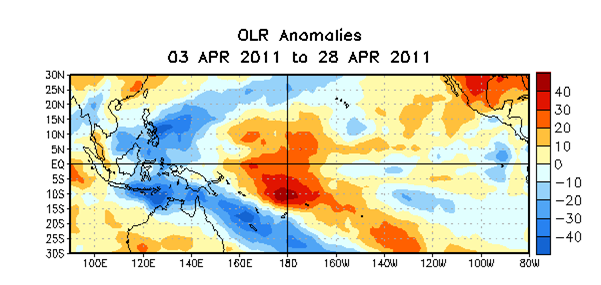 OLR Anomalies
03 APR 2011 to 28 APR 2011
30N
25N
20N
15N
10N
5N
EQ
5S
10S
15S
20S
25S
30S
100E 120E 140E 160E 180 160W 140W 120W 100W 80W
40
30
20
10
0
-10
-20
-30
-40